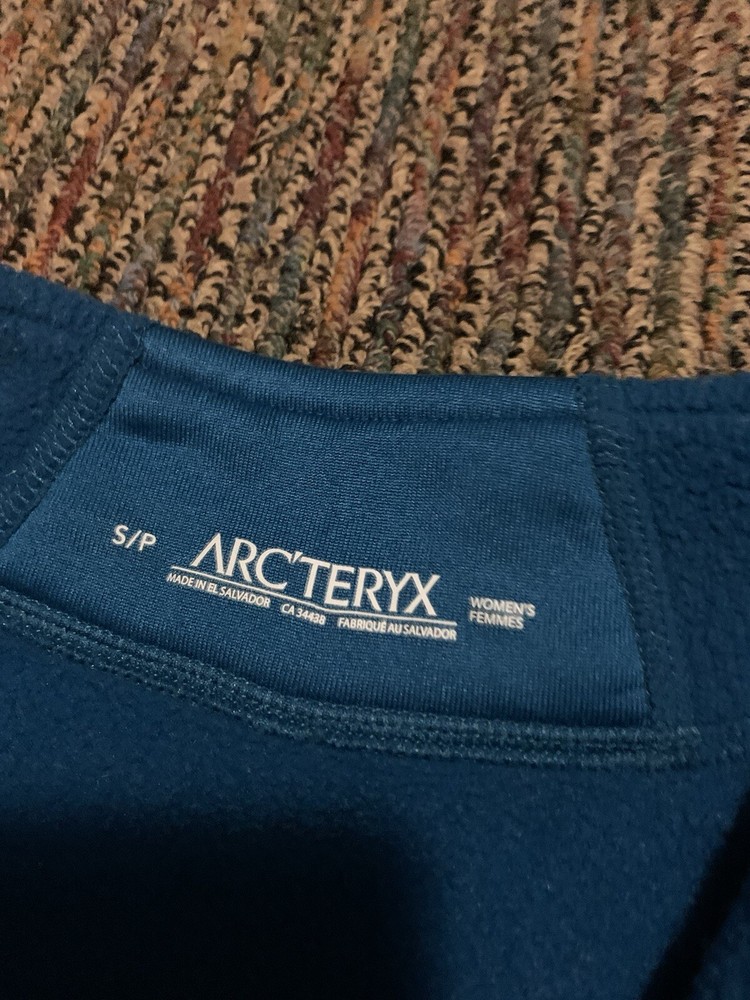 S/P
ARC'TERYX
MADE IN EL SALVADOR CA 34438 FABRIQUÉ AU SALVADOR
WOMEN'S
FEMMES